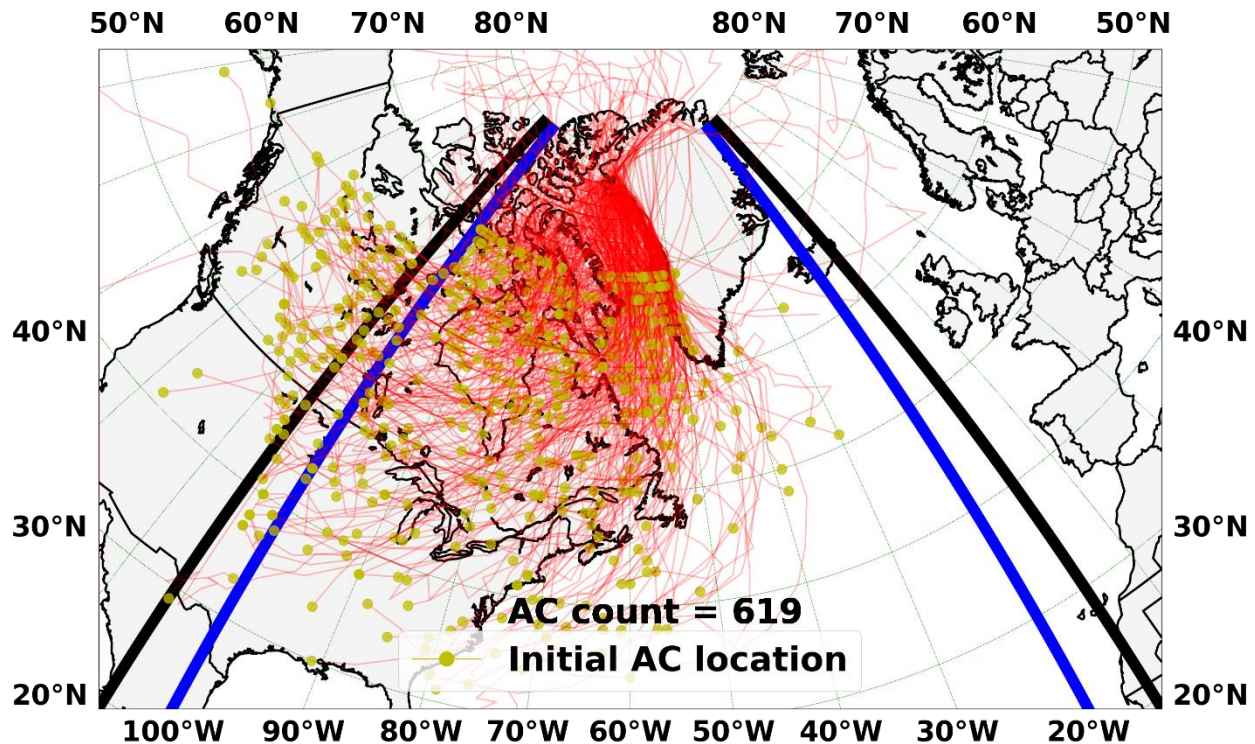 50°N 60°N 70°N 80°N 80°N 70°N 60°N 50°N
40°N 40°N
30°N 30°N
AC count = 619
Initial AC location
20°N 20°N
100°W 90°W 80°W 70°W 60°W 50°W 40°W 30°W 20°W